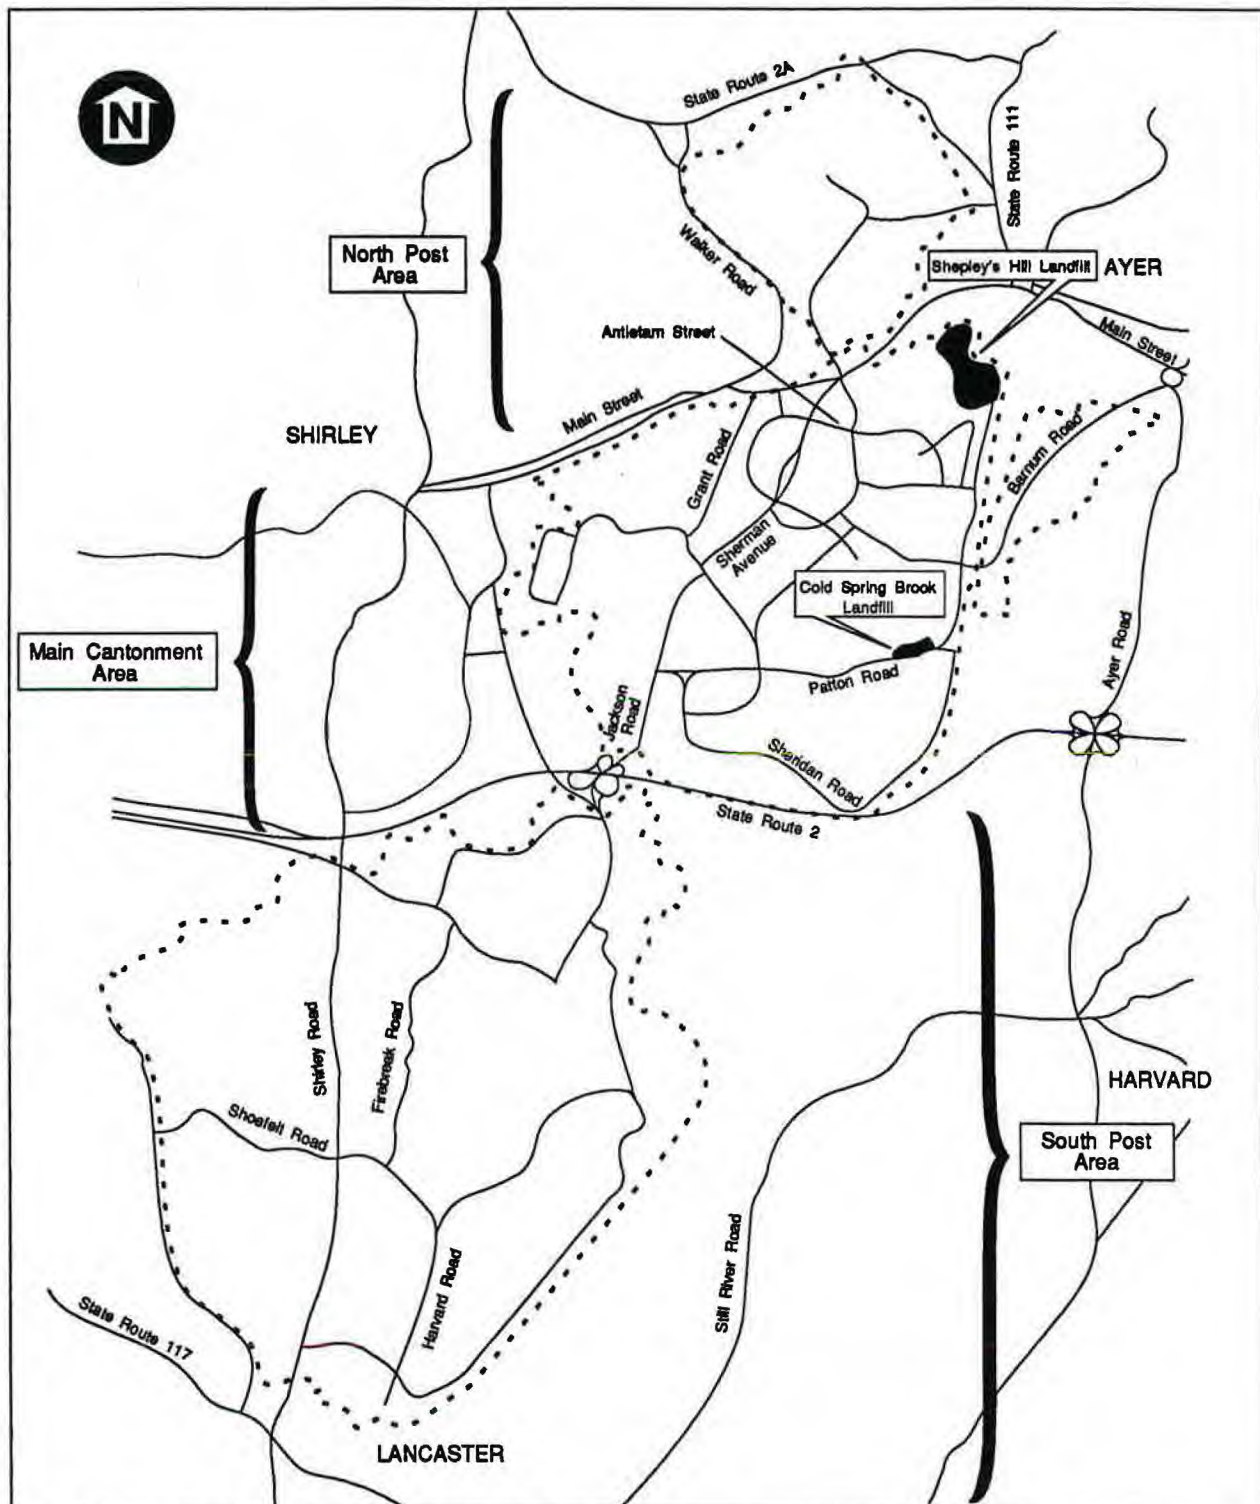 State Route 2A
N
State Route 111
North Post
Area
Walker Road
Shepley's Hill Landfill
AYER
Antietam Street
Main Street
Main Street
SHIRLEY
Grant Road
Barnum Road
Sherman
Avenue
Cold Spring Brook
Landfill
Main Cantonment
Area
Ayer Road
Patton Road
Jackson
Road
Sheridan Road
State Route 2
Shirley Road
Firebreak Road
HARVARD
Shoefelt Road
South Post
Area
Still River Road
Harvard Road
State Route 117
LANCASTER